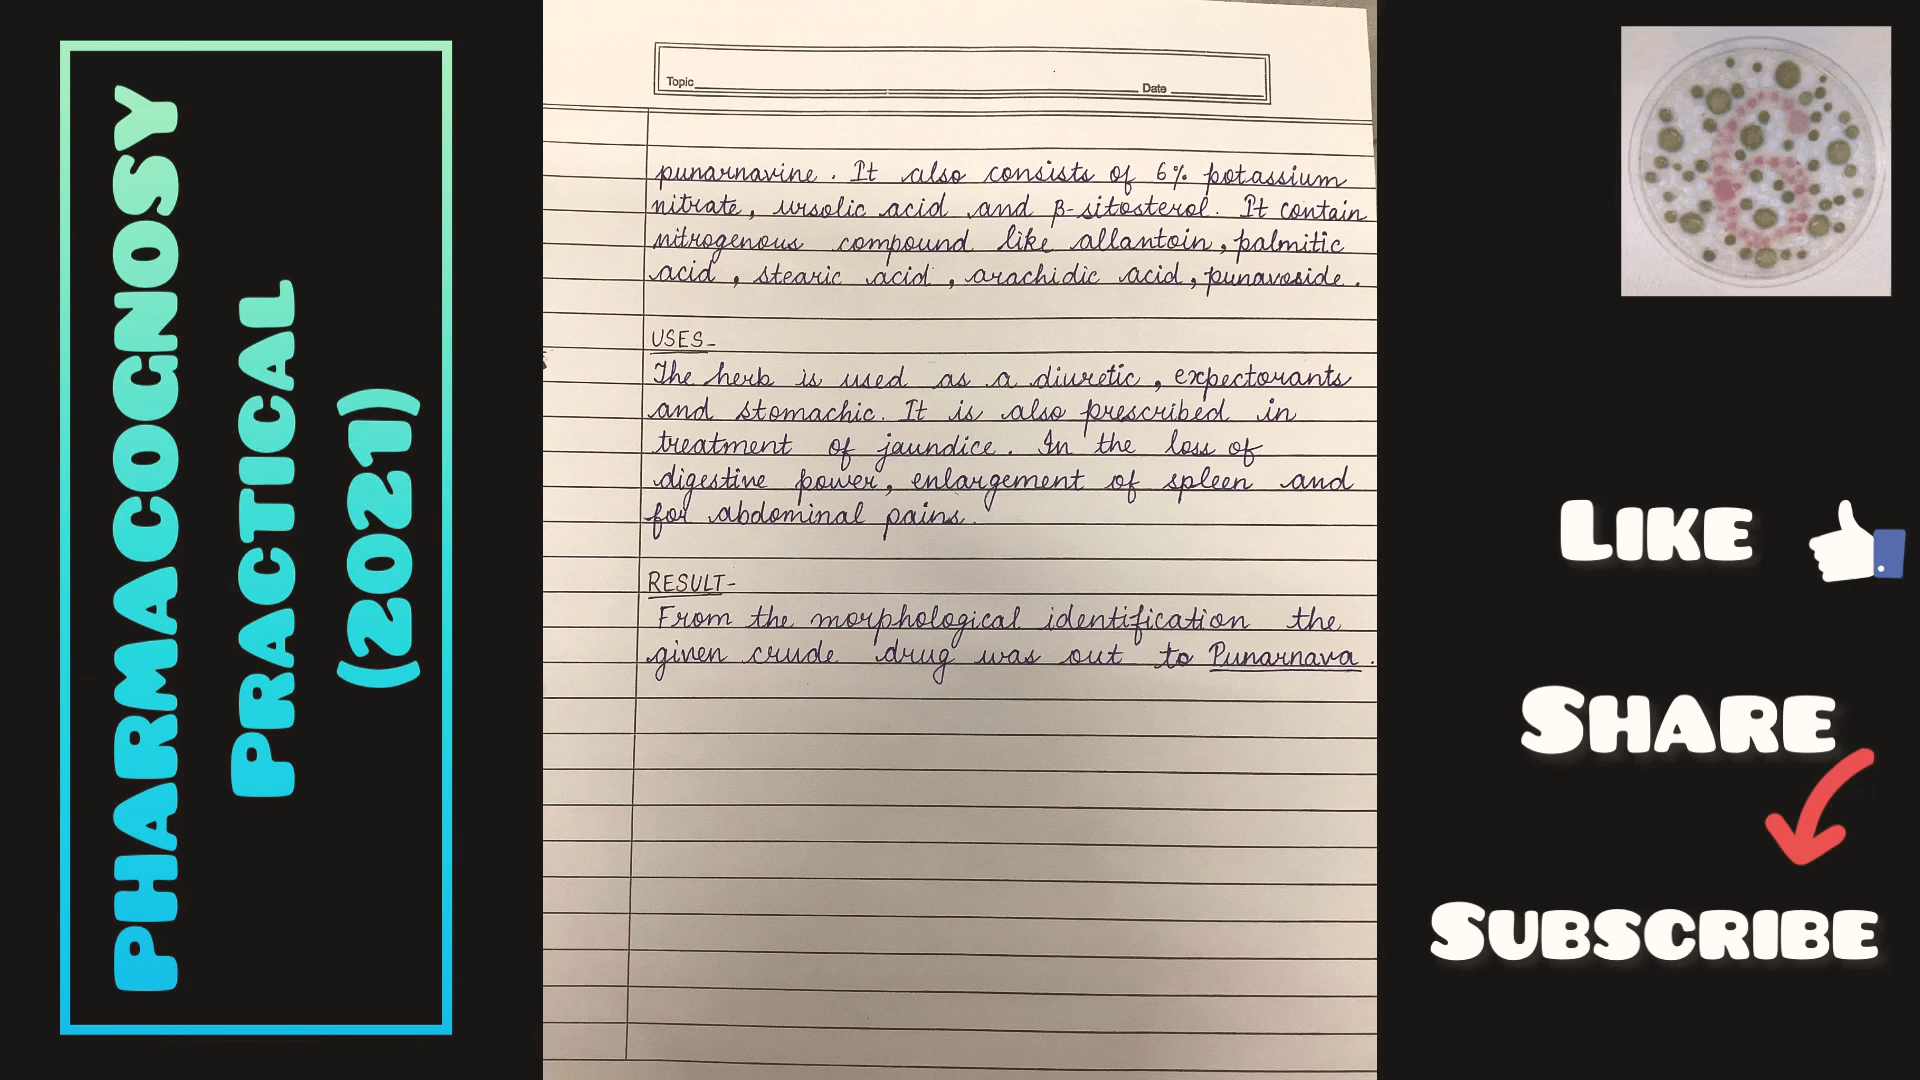 PHARMACOGNOSY
PRACTICAL
(2021)
Topic Date
punarnavine. It also consists of 6% potassium
nitrate, ursolic acid and β-sitosterol. It contain
nitrogenous compound like allantoin, palmitic
acid, stearic acid, arachidic acid, punavoside.
USES-
The herb is used as a diuretic, expectorants
and stomachic. It is also prescribed in
treatment of jaundice. In the loss of
digestive power, enlargement of spleen and
for abdominal pains.
RESULT-
From the morphological identification the
given crude drug was out to Punarnava.
LIKE
SHARE
SUBSCRIBE